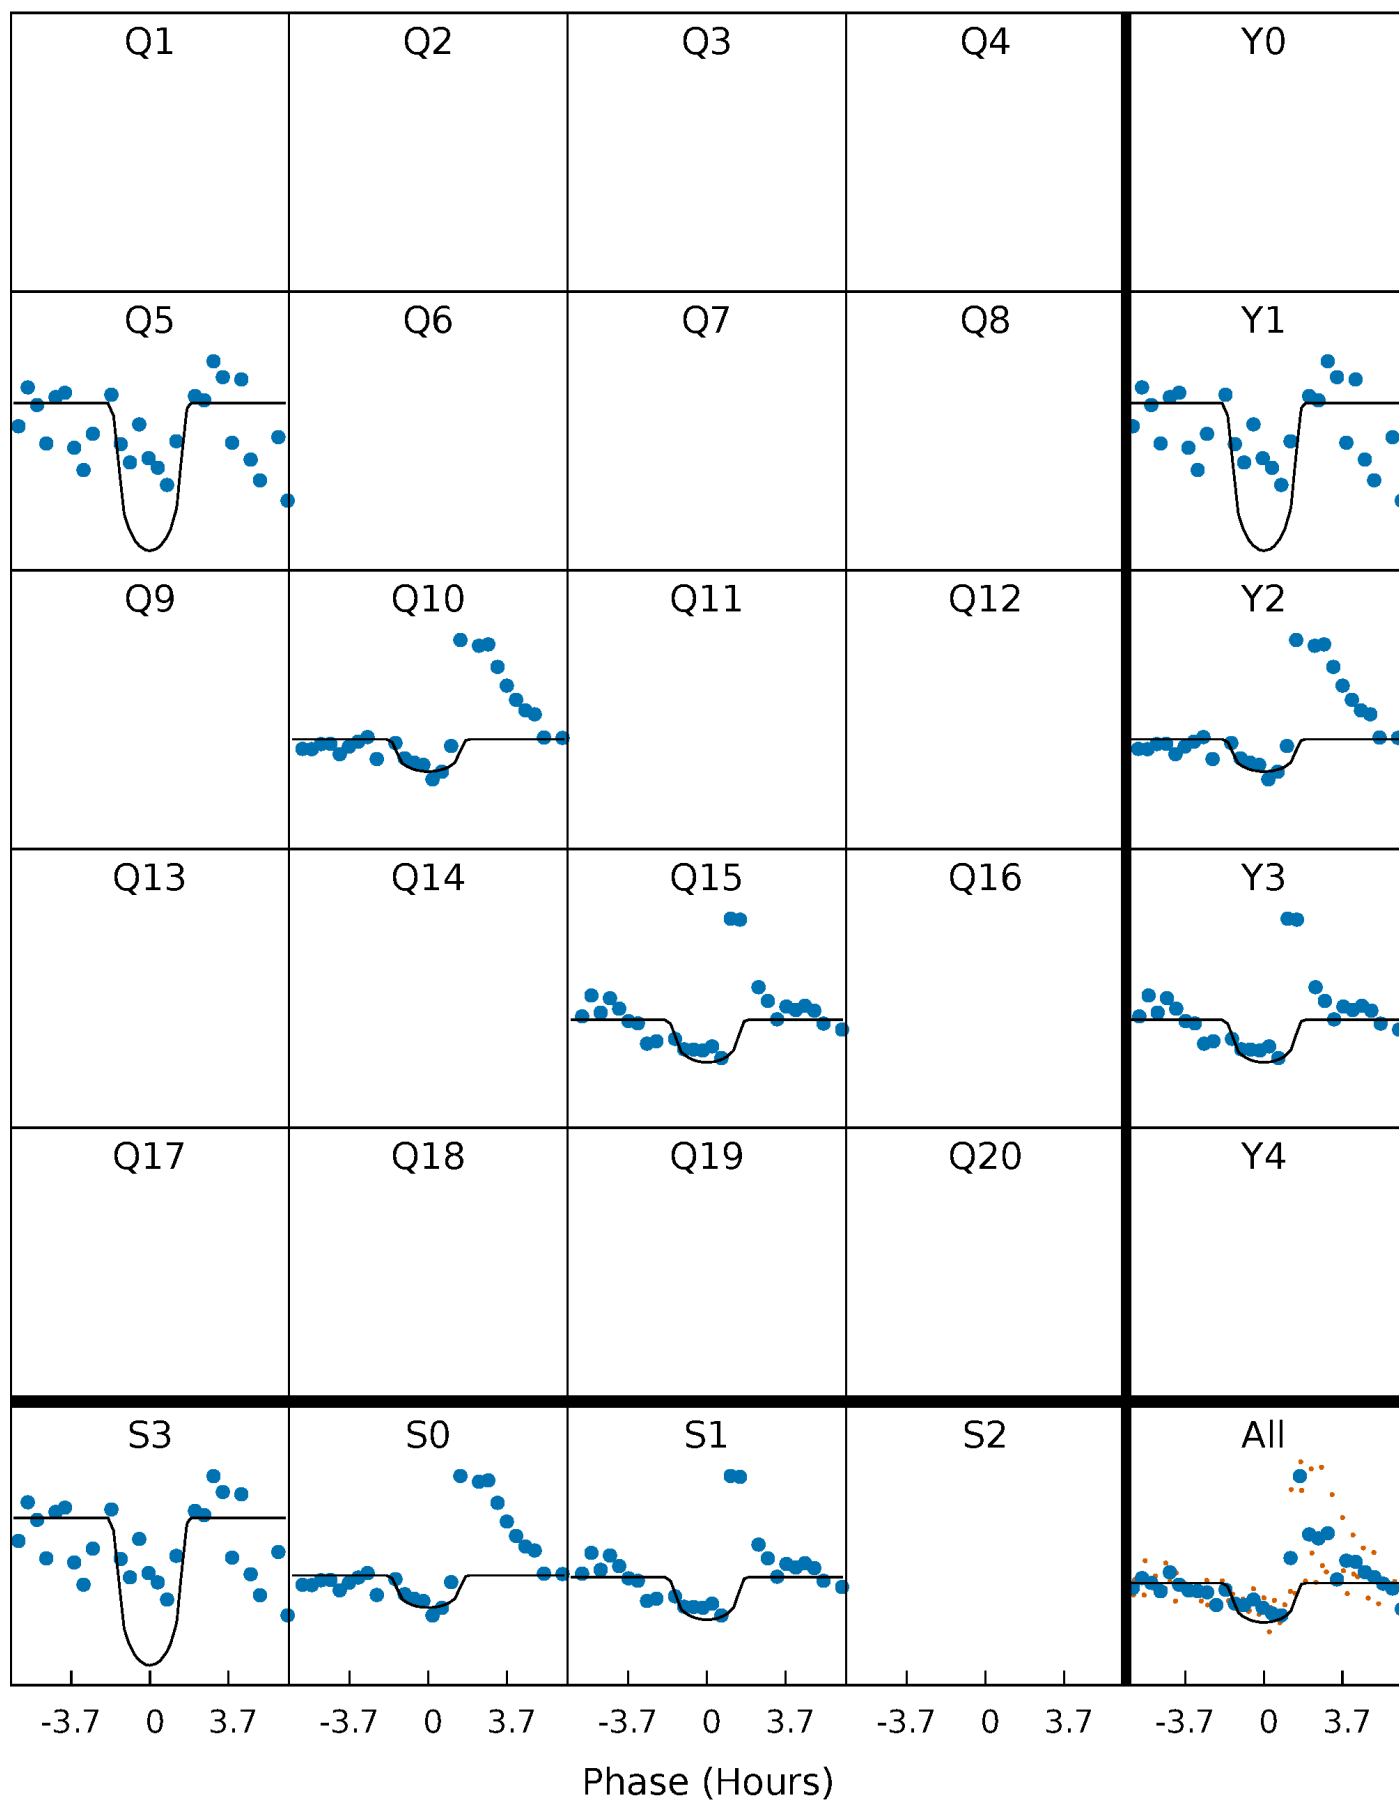 Q1 Q2 Q3 Q4 Y0
Q5 Q6 Q7 Q8 Y1
Q9 Q10 Q11 Q12 Y2
Q13 Q14 Q15 Q16 Y3
Q17 Q18 Q19 Q20 Y4
S3 S0 S1 S2 All
-3.7 0 3.7 -3.7 0 3.7 -3.7 0 3.7 -3.7 0 3.7 -3.7 0 3.7
Phase (Hours)